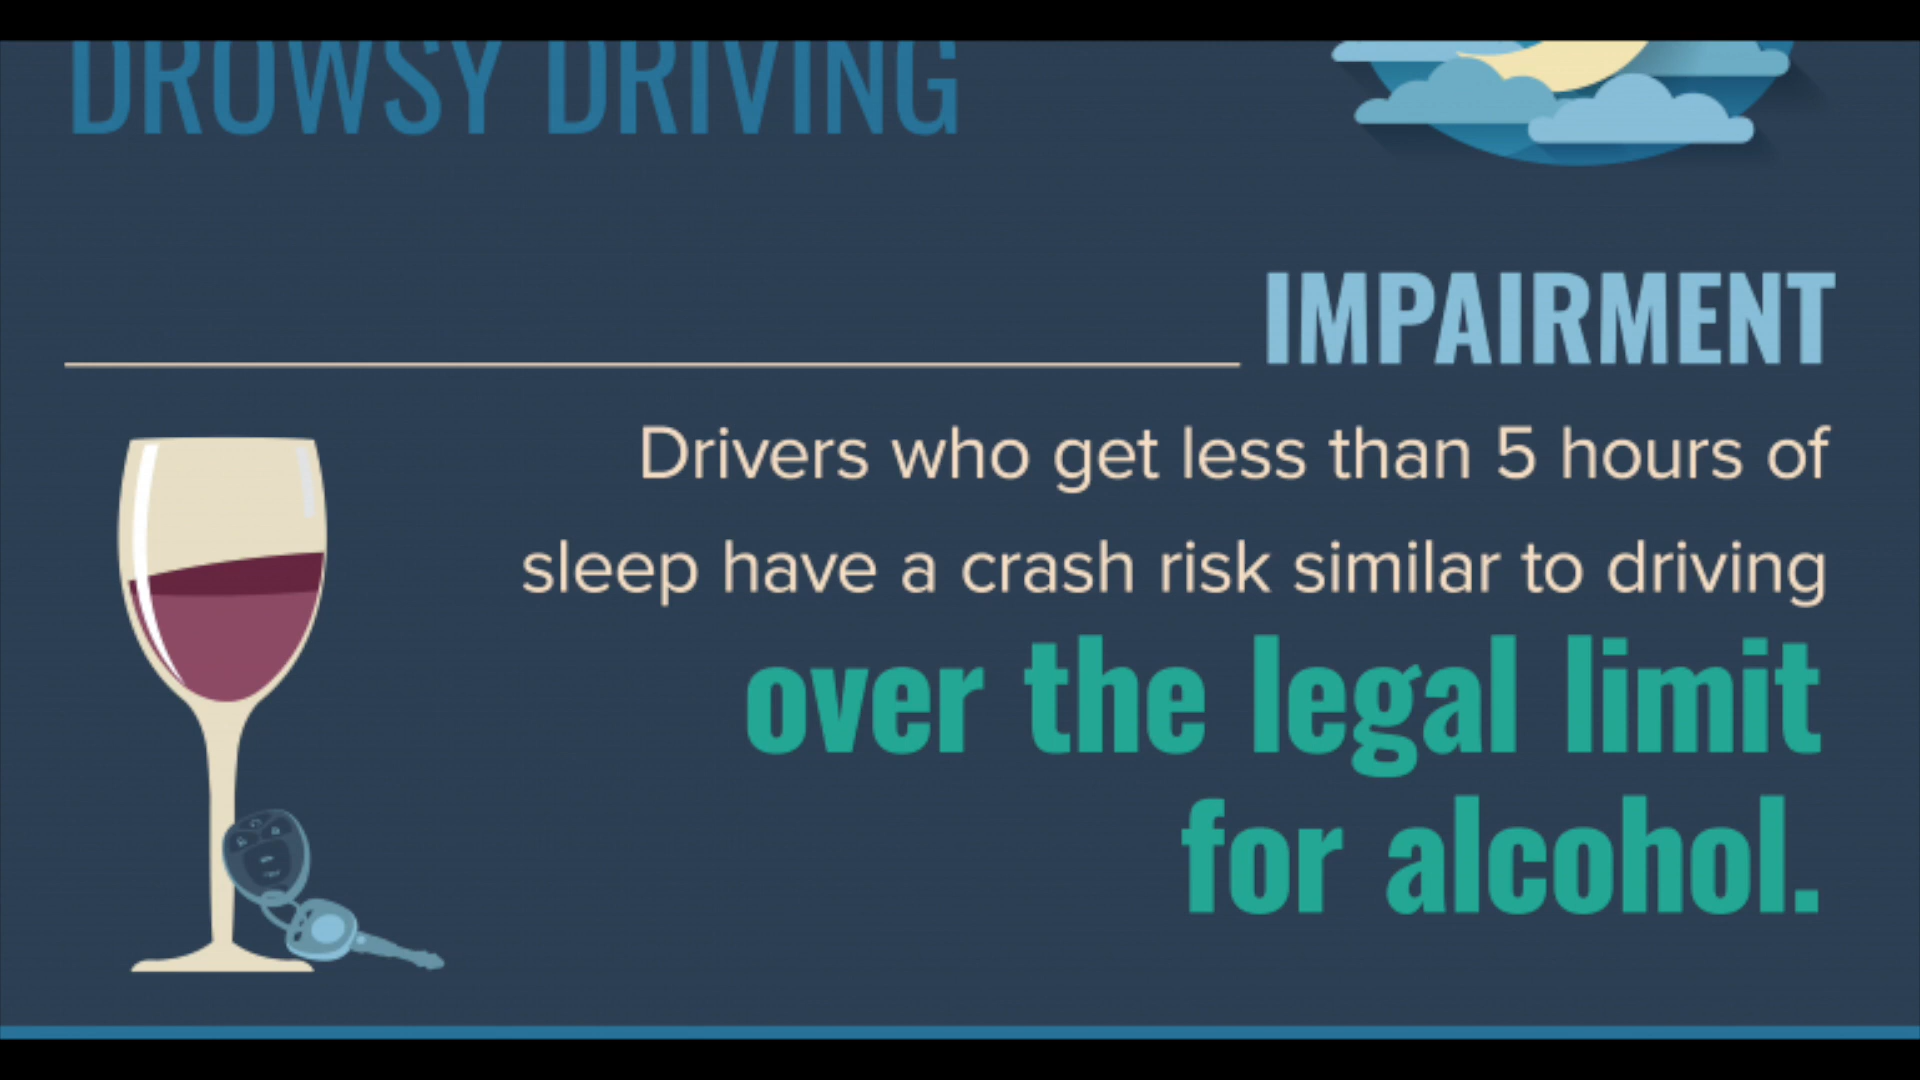 DROWSY DRIVING
IMPAIRMENT
Drivers who get less than 5 hours of
sleep have a crash risk similar to driving
over the legal limit
for alcohol.